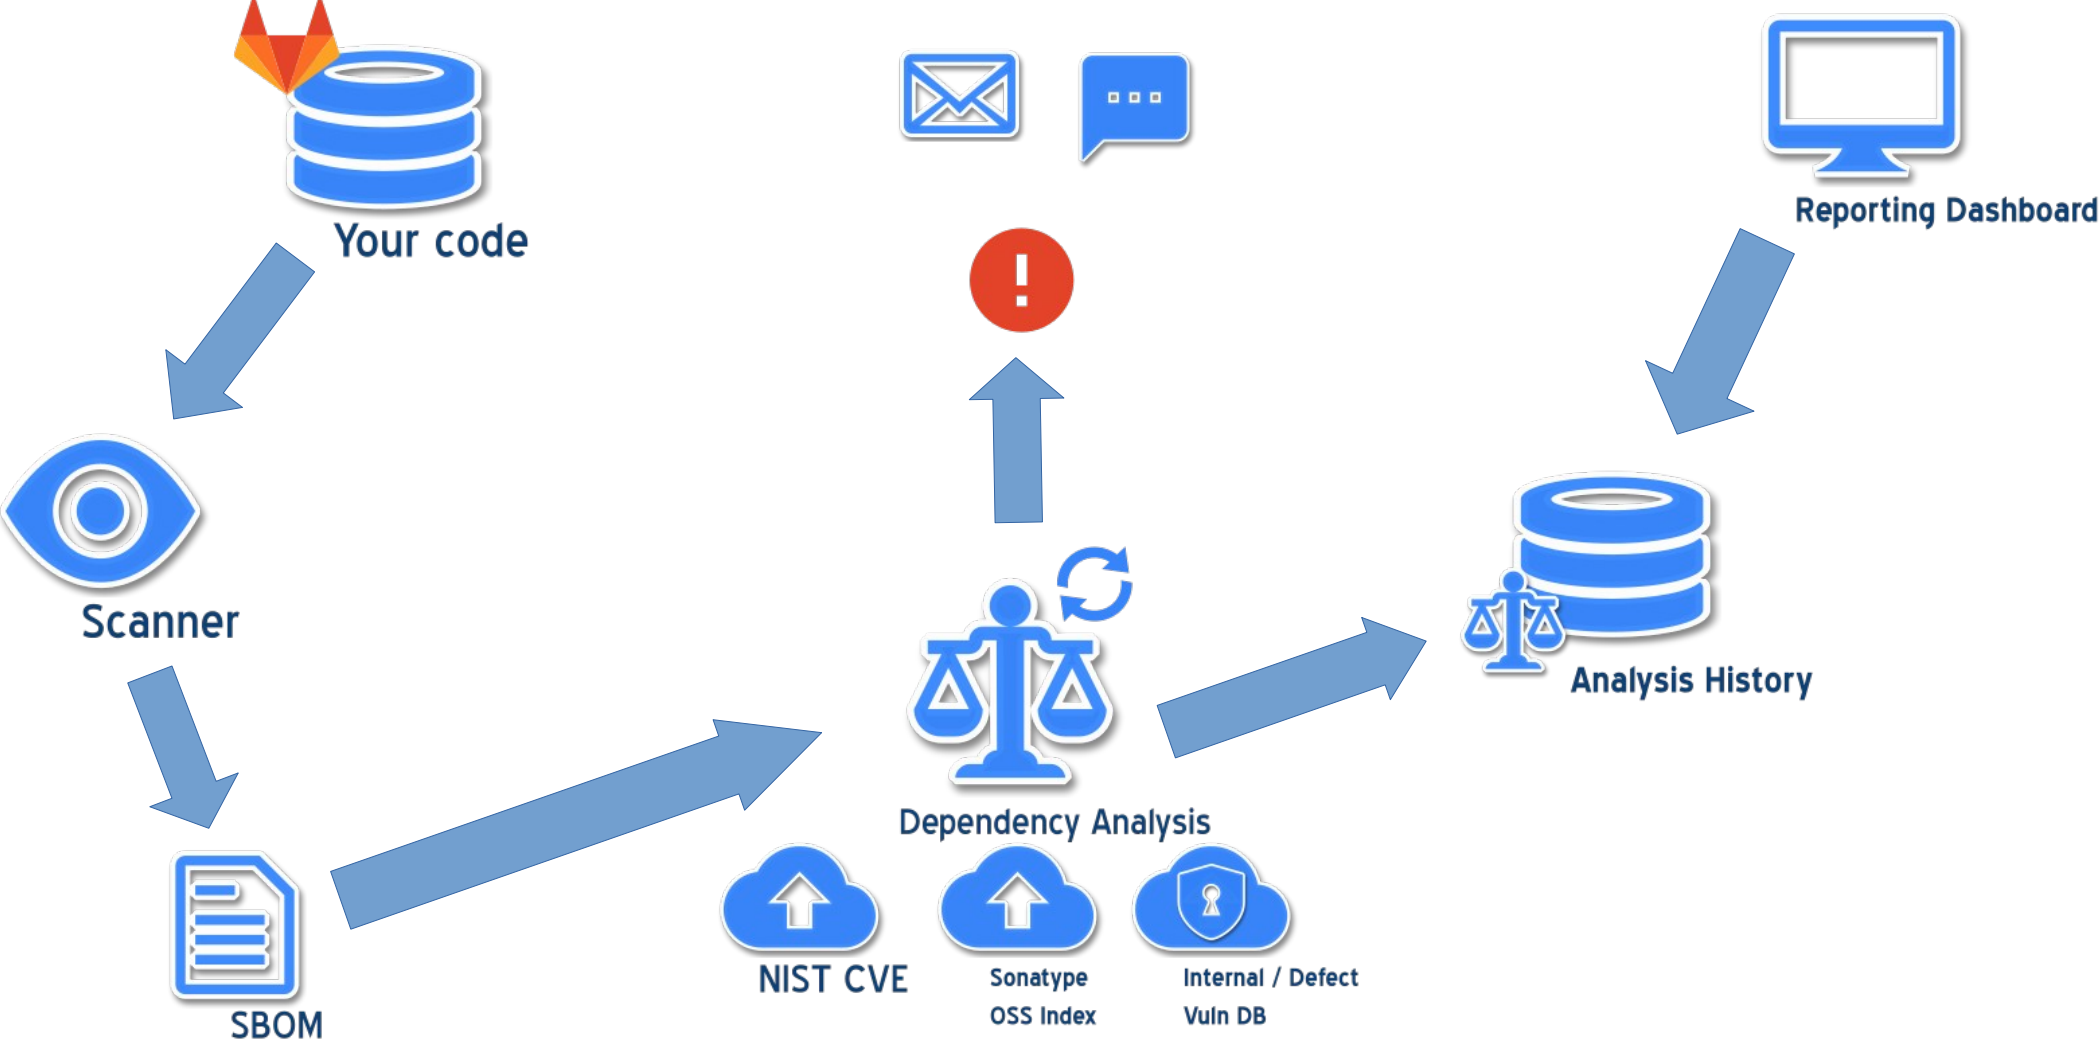 Your code
Reporting Dashboard
Scanner
Analysis History
Dependency Analysis
NIST CVE
Sonatype
OSS Index
Internal / Defect
Vuln DB
SBOM